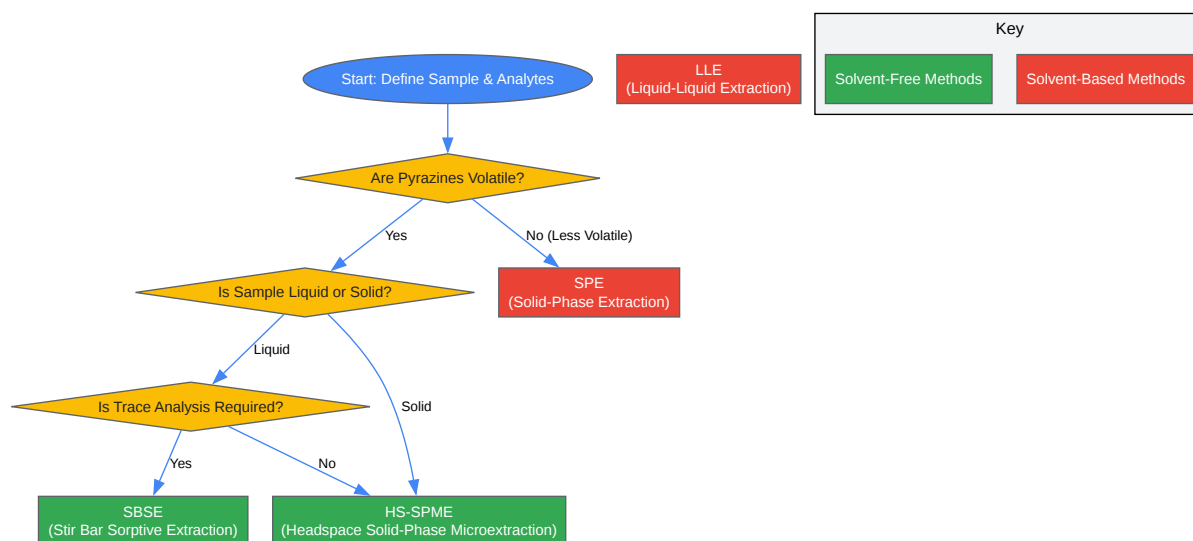 Key
Start: Define Sample & Analytes
LLE
(Liquid-Liquid Extraction)
Solvent-Free Methods
Solvent-Based Methods
Are Pyrazines Volatile?
Yes
No (Less Volatile)
Is Sample Liquid or Solid?
SPE
(Solid-Phase Extraction)
Liquid
Is Trace Analysis Required?
Solid
Yes
No
SBSE
(Stir Bar Sorptive Extraction)
HS-SPME
(Headspace Solid-Phase Microextraction)